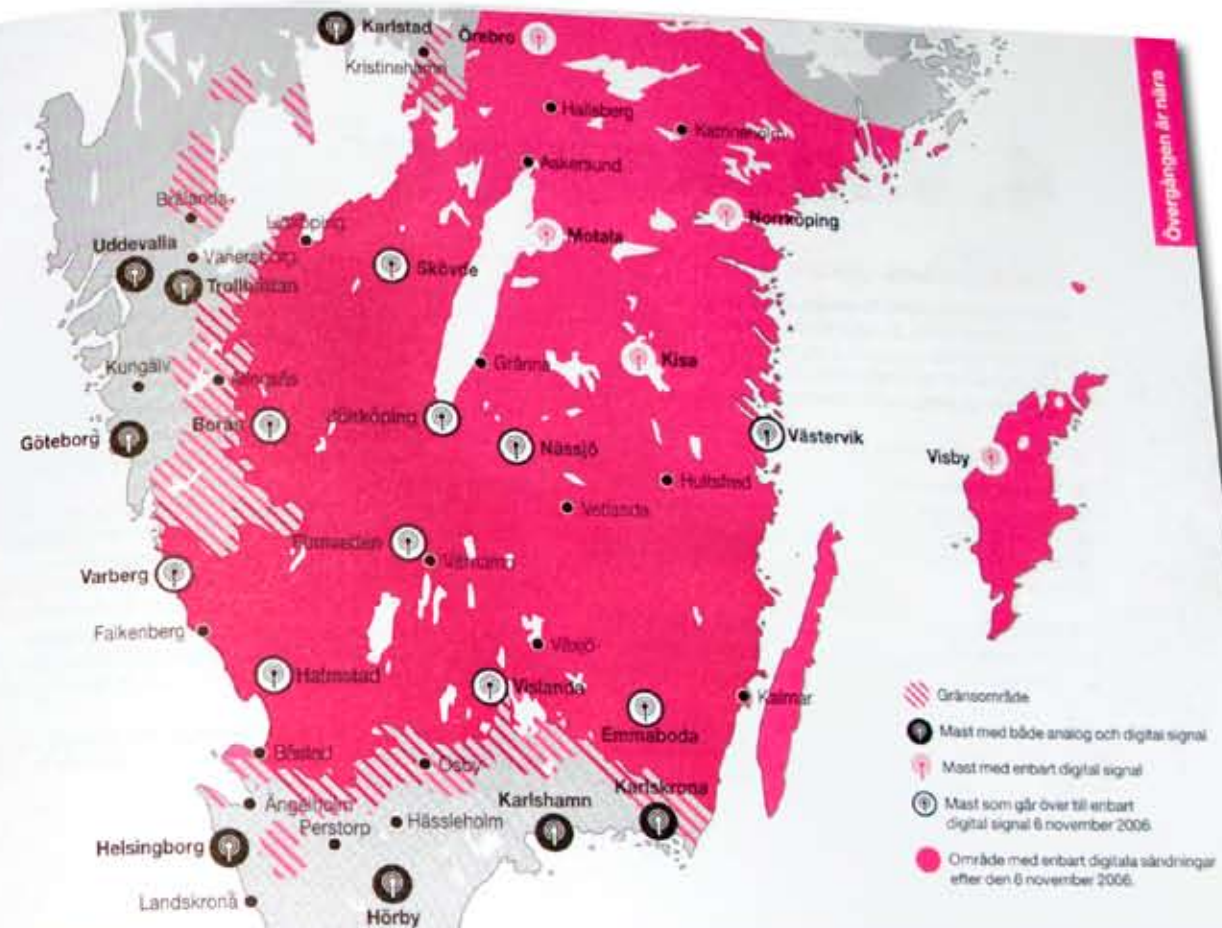 Övergången är nära
Karlstad
Örebro
Kristinehamn
Hallsberg
Katrineholm
Askersund
Brålanda
Lidköping
Norrköping
Motala
Uddevalla
Vänersborg
Skövde
Trollhättan
Kisa
Gränna
Kungälv
Alingsås
Jönköping
Borås
Göteborg
Nässjö
Västervik
Visby
Hultsfred
Vetlanda
Värnamo
Varberg
Falkenberg
Växjö
Halmstad
Vislanda
Kalmar
Emmaboda
Båstad
Osby
Karlskrona
Karlshamn
Ängelholm
Perstorp
Hässleholm
Helsingborg
Landskrona
Hörby
Gränsområde
Mast med både analog och digital signal
Mast med enbart digital signal
Mast som går över till enbart
digital signal 6 november 2006
Område med enbart digitala sändningar
efter den 6 november 2006.